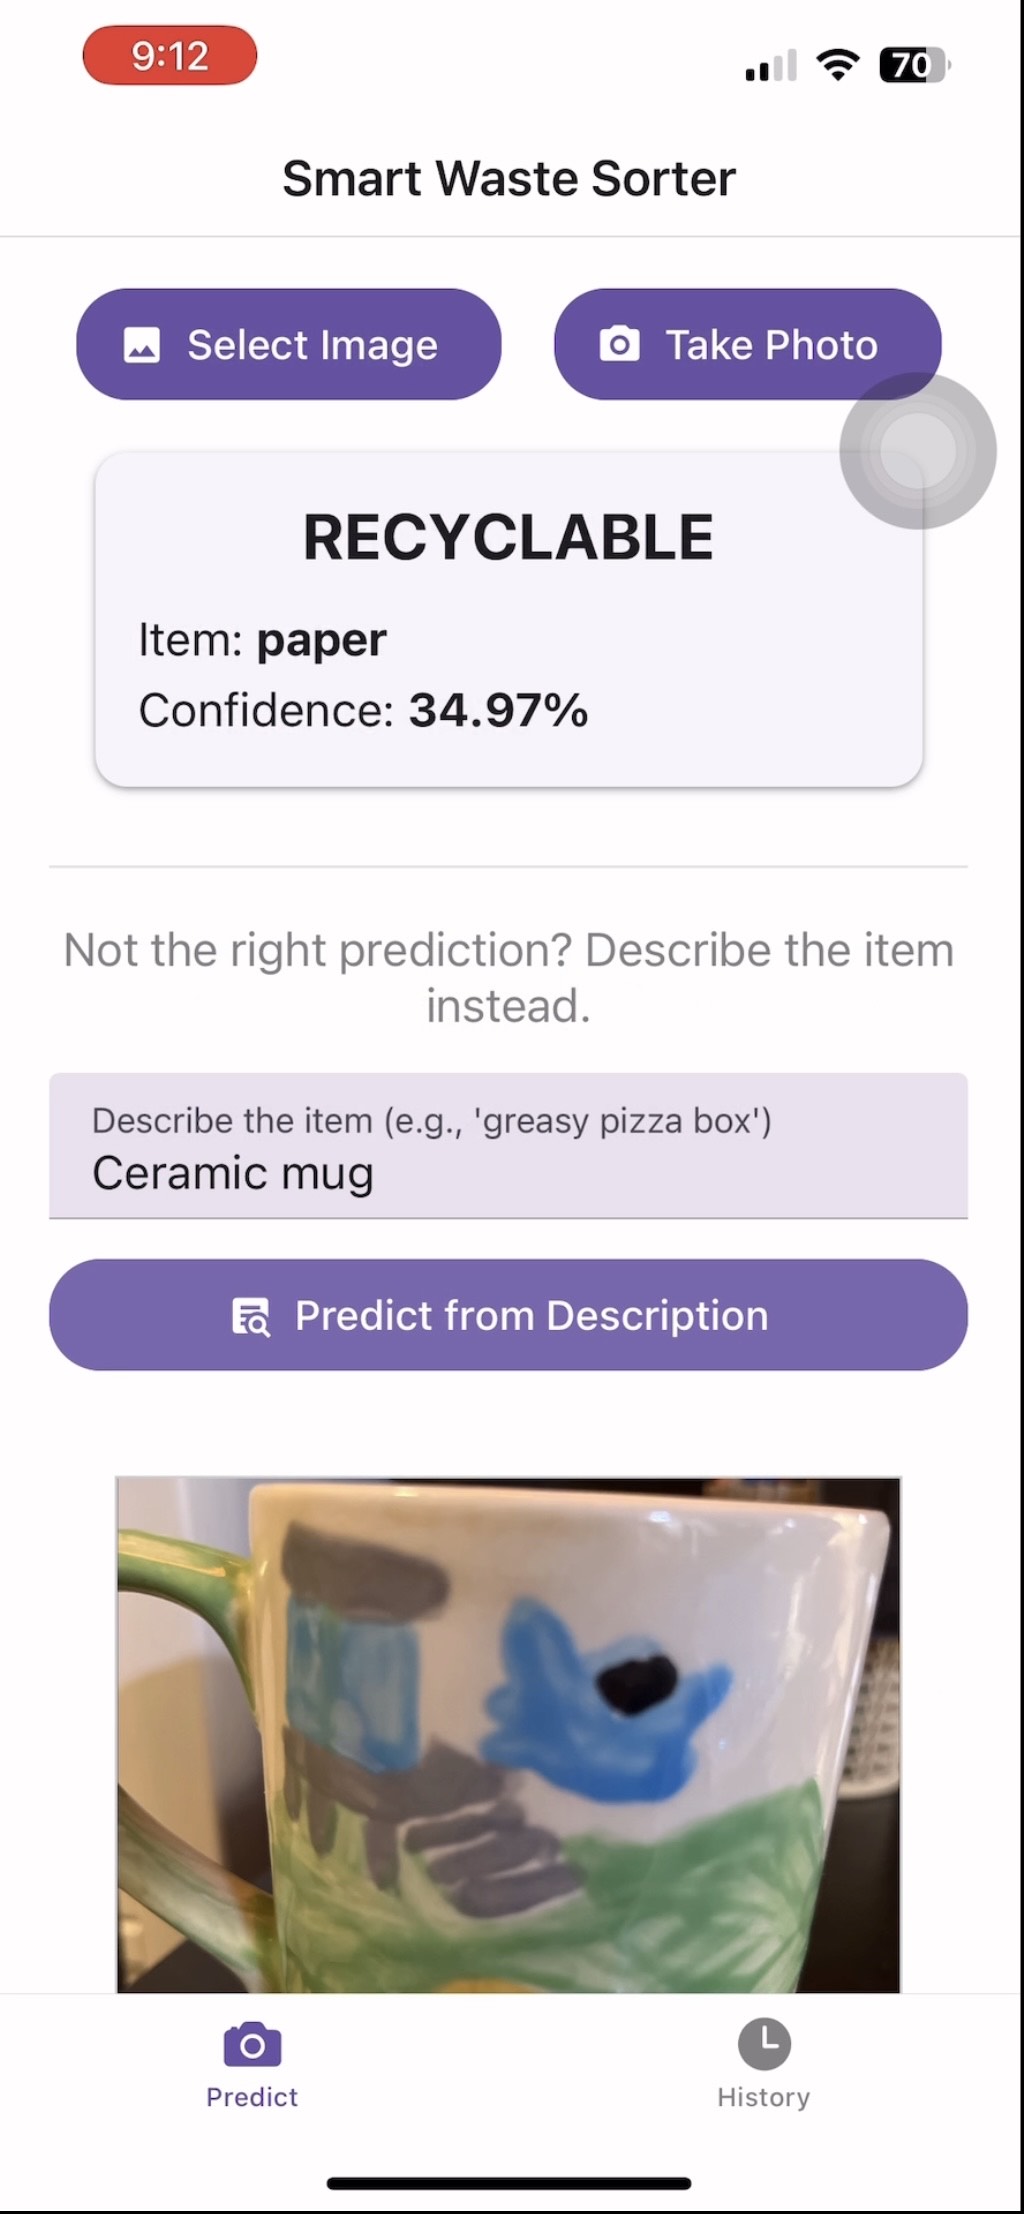 9:12
70
Smart Waste Sorter
Select Image
Take Photo
RECYCLABLE
Item: paper
Confidence: 34.97%
Not the right prediction? Describe the item
instead.
Describe the item (e.g., 'greasy pizza box')
Ceramic mug
Predict from Description
Predict
History